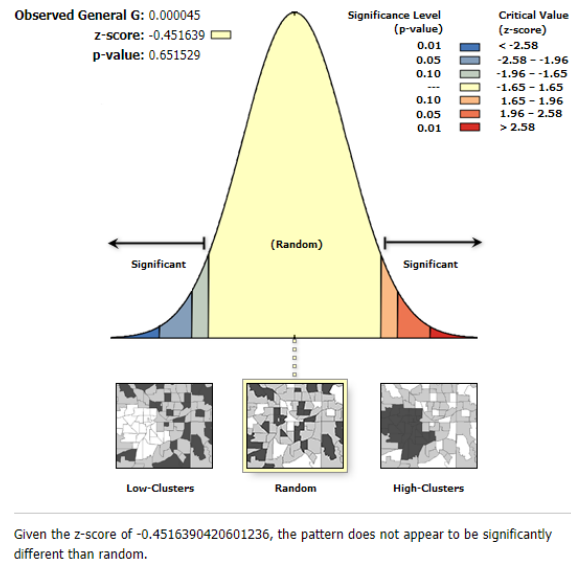 Observed General G: 0.000045
z-score: -0.451639
p-value: 0.651529
Significance Level
(p-value)
Critical Value
(z-score)
0.01 < -2.58
0.05 -2.58 – -1.96
0.10 -1.96 – -1.65
--- -1.65 – 1.65
0.10 1.65 – 1.96
0.05 1.96 – 2.58
0.01 > 2.58
(Random)
Significant
Significant
Low-Clusters
Random
High-Clusters
Given the z-score of -0.4516390420601236, the pattern does not appear to be significantly
different than random.